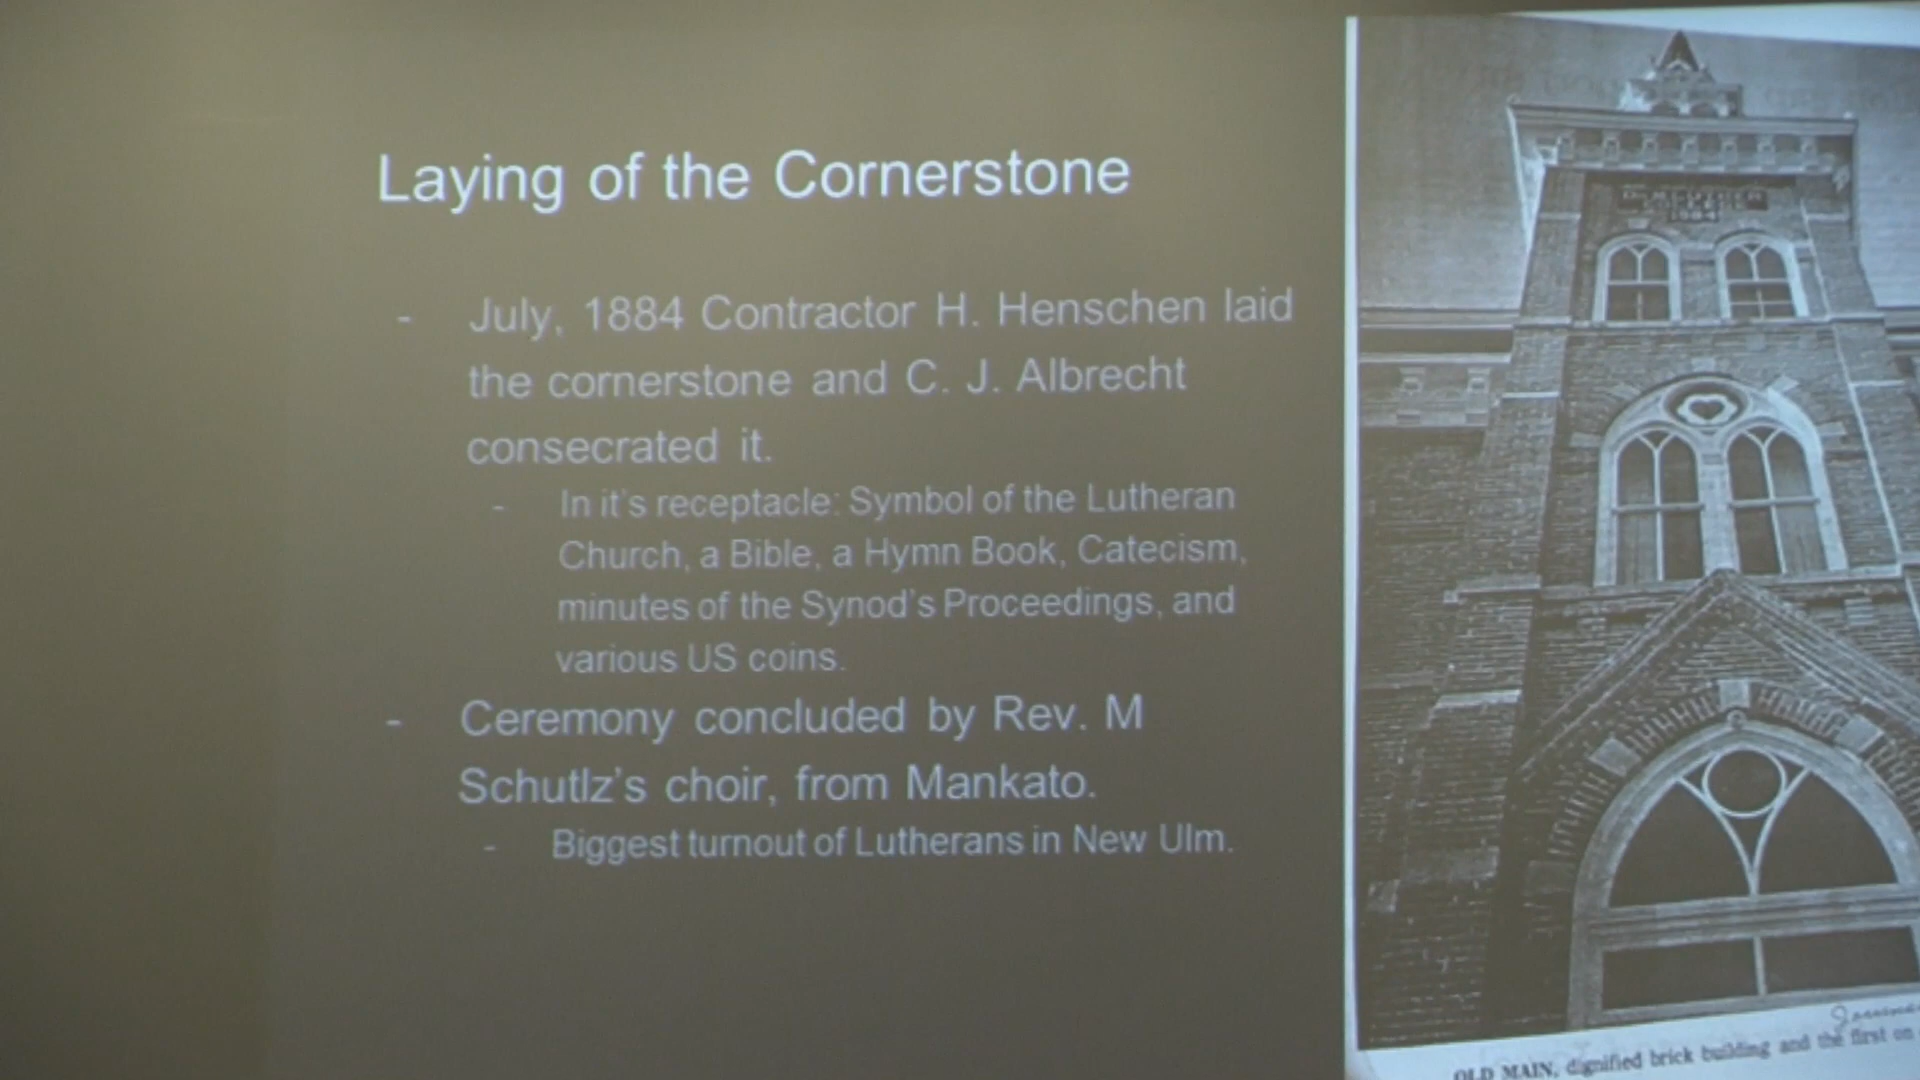 Laying of the Cornerstone
- July, 1884 Contractor H. Henschen laid
the cornerstone and C. J. Albrecht
consecrated it.
- In it's receptacle: Symbol of the Lutheran
Church, a Bible, a Hymn Book, Catecism,
minutes of the Synod's Proceedings, and
various US coins.
- Ceremony concluded by Rev. M
Schutlz's choir, from Mankato.
- Biggest turnout of Lutherans in New Ulm.
1884
OLD MAIN, dignified brick building and the first on